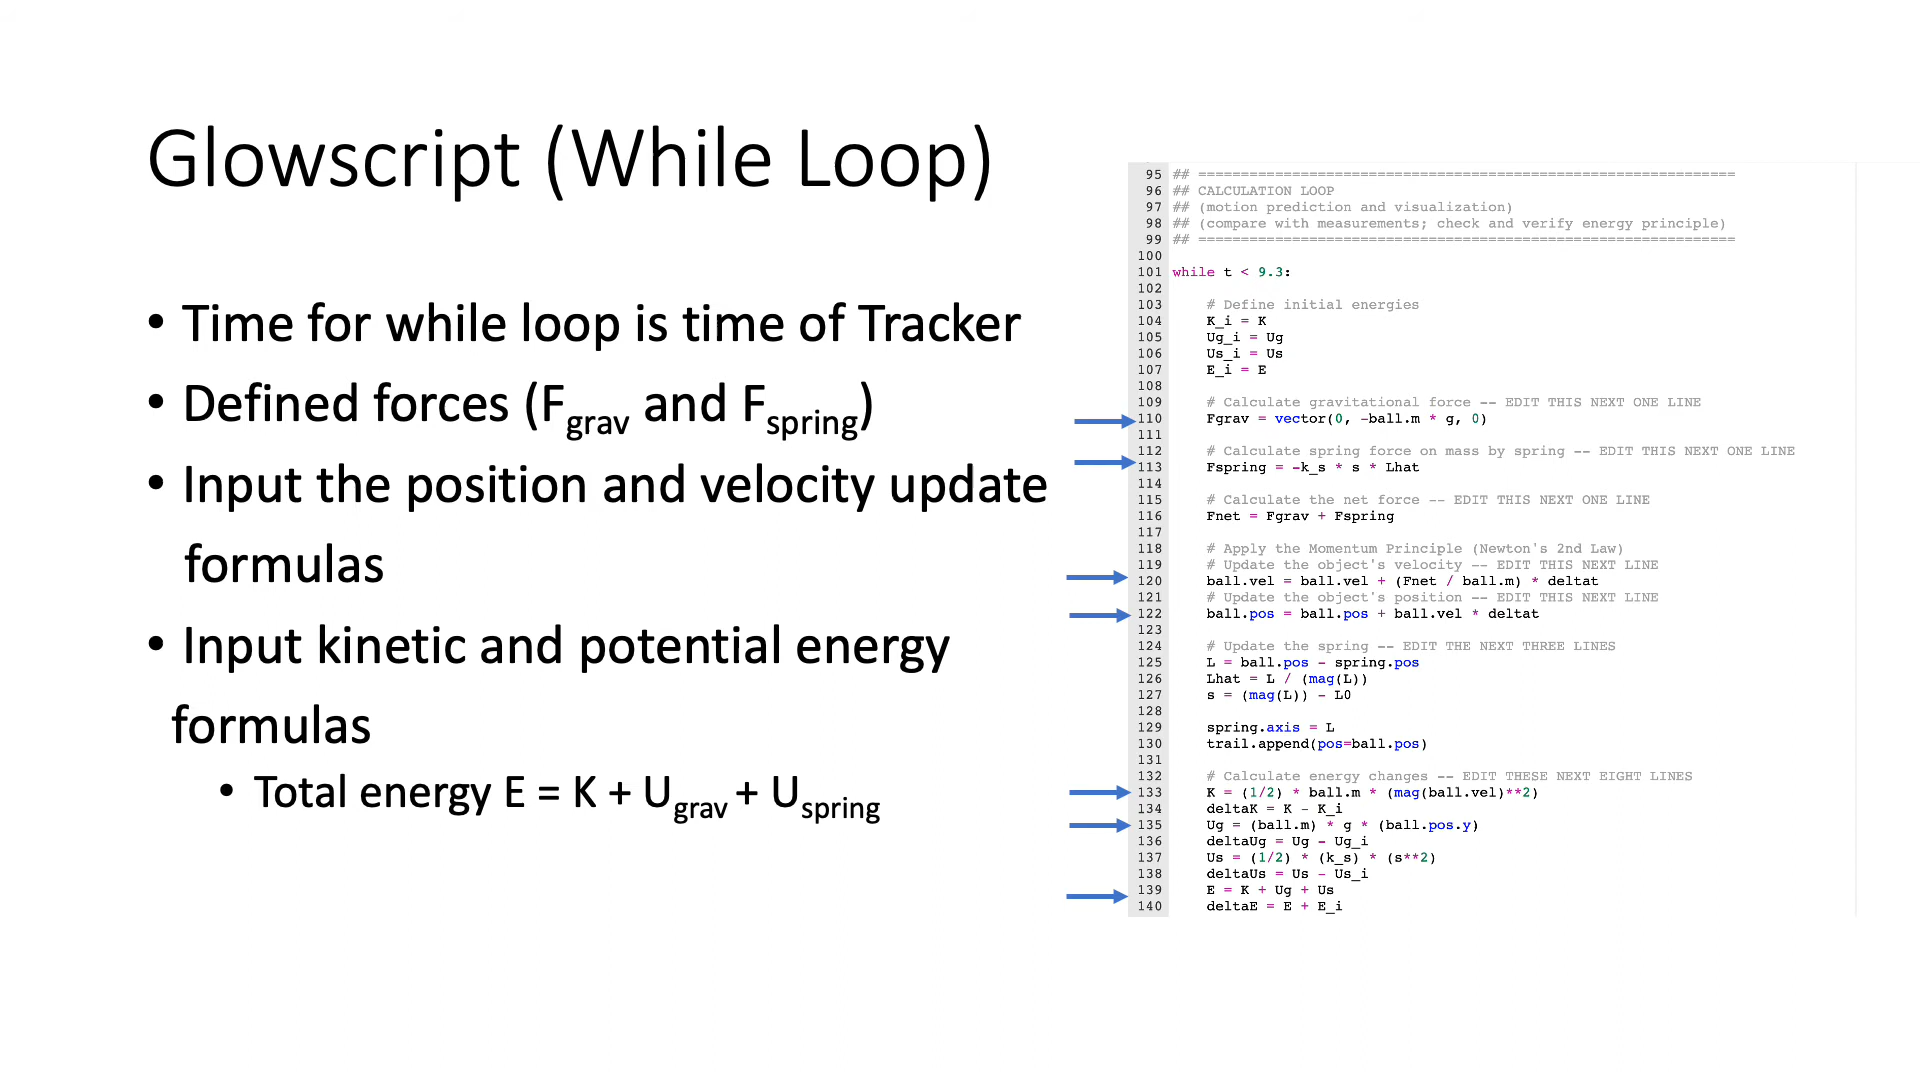 Glowscript (While Loop)
• Time for while loop is time of Tracker
• Defined forces (Fgrav and Fspring)
• Input the position and velocity update
formulas
• Input kinetic and potential energy
formulas
• Total energy E = K + Ugrav + Uspring
95 ## ===============================================================
96 ## CALCULATION LOOP
97 ## (motion prediction and visualization)
98 ## (compare with measurements; check and verify energy principle)
99 ## ===============================================================
100
101 while t < 9.3:
102
103     # Define initial energies
104     K_i = K
105     Ug_i = Ug
106     Us_i = Us
107     E_i = E
108
109     # Calculate gravitational force -- EDIT THIS NEXT ONE LINE
110     Fgrav = vector(0, -ball.m * g, 0)
111
112     # Calculate spring force on mass by spring -- EDIT THIS NEXT ONE LINE
113     Fspring = -k_s * s * Lhat
114
115     # Calculate the net force -- EDIT THIS NEXT ONE LINE
116     Fnet = Fgrav + Fspring
117
118     # Apply the Momentum Principle (Newton's 2nd Law)
119     # Update the object's velocity -- EDIT THIS NEXT LINE
120     ball.vel = ball.vel + (Fnet / ball.m) * deltat
121     # Update the object's position -- EDIT THIS NEXT LINE
122     ball.pos = ball.pos + ball.vel * deltat
123
124     # Update the spring -- EDIT THE NEXT THREE LINES
125     L = ball.pos - spring.pos
126     Lhat = L / (mag(L))
127     s = (mag(L)) - L0
128
129     spring.axis = L
130     trail.append(pos=ball.pos)
131
132     # Calculate energy changes -- EDIT THESE NEXT EIGHT LINES
133     K = (1/2) * ball.m * (mag(ball.vel)**2)
134     deltaK = K - K_i
135     Ug = (ball.m) * g * (ball.pos.y)
136     deltaUg = Ug - Ug_i
137     Us = (1/2) * (k_s) * (s**2)
138     deltaUs = Us - Us_i
139     E = K + Ug + Us
140     deltaE = E + E_i